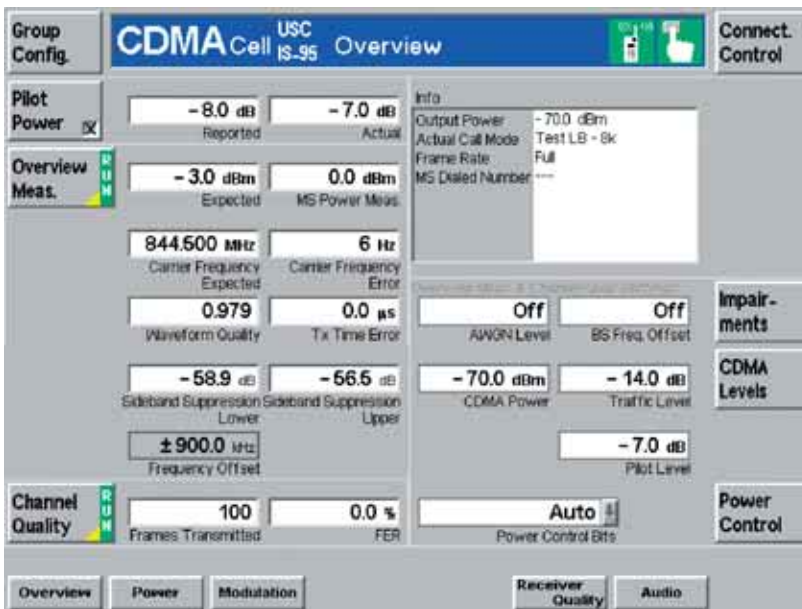 Group
Config.
CDMA Cell USC
IS-95 Overview
Connect.
Control
Pilot
Power
-8.0 dB
Reported
-7.0 dB
Actual
Info
Output Power -70.0 dBm
Actual Call Mode Test LB - 8k
Frame Rate Full
MS Dialed Number ---
Overview
Meas.
RUN
-3.0 dBm
Expected
0.0 dBm
MS Power Meas.
844.500 MHz
Carrier Frequency
Expected
6 Hz
Carrier Frequency
Error
0.979
Waveform Quality
0.0 µs
Tx Time Error
Off
AWGN Level
Off
BS Freq. Offset
Impair-
ments
-58.9 dB
Sideband Suppression
Lower
-56.5 dB
Sideband Suppression
Upper
-70.0 dBm
CDMA Power
-14.0 dB
Traffic Level
CDMA
Levels
±900.0 kHz
Frequency Offset
-7.0 dB
Pilot Level
Channel
Quality
RUN
100
Frames Transmitted
0.0 %
FER
Auto
Power Control Bits
Power
Control
Overview
Power
Modulation
Receiver
Quality
Audio